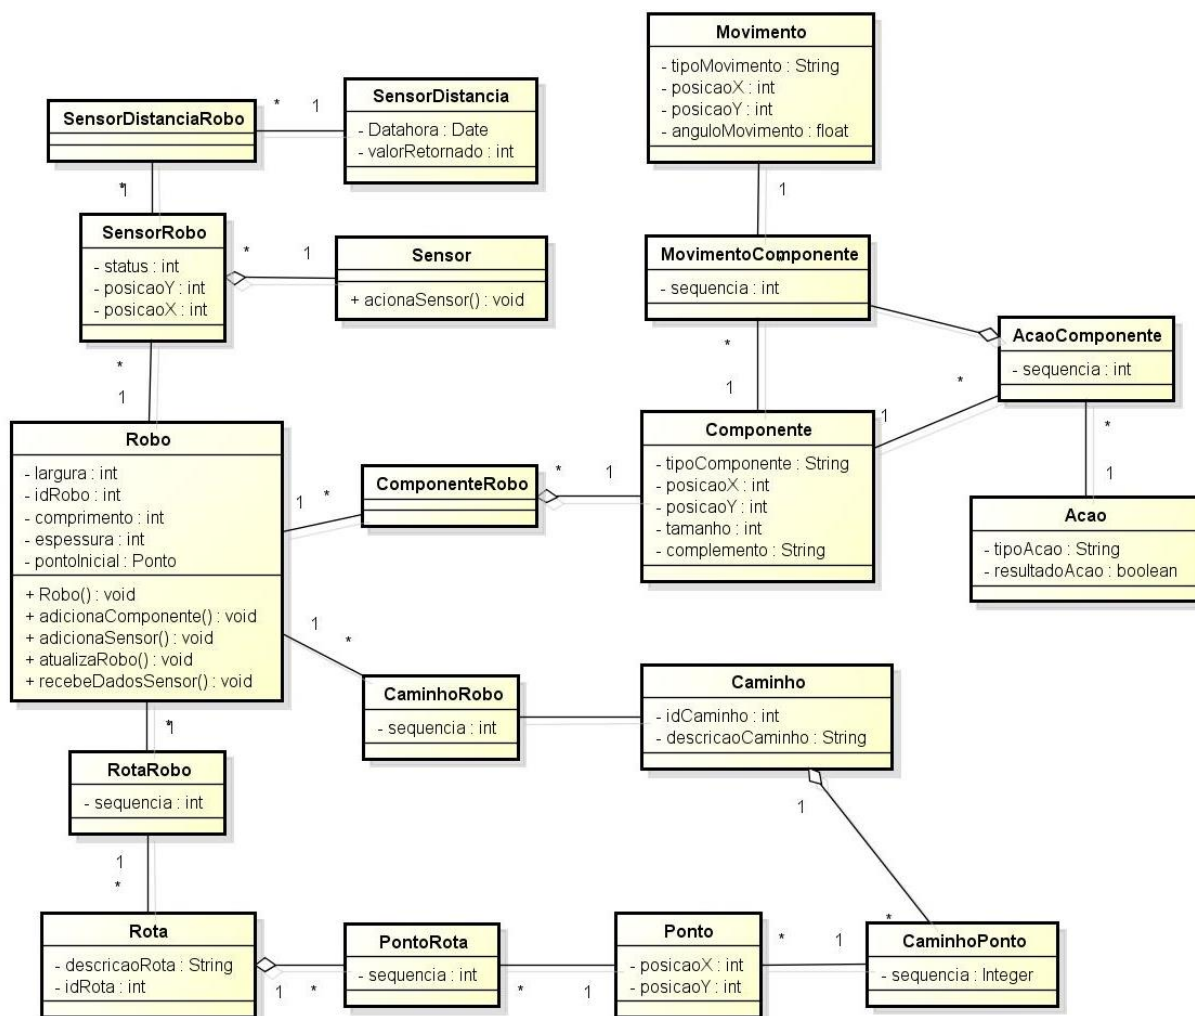 Movimento
- tipoMovimento : String
- posicaoX : int
- posicaoY : int
- anguloMovimento : float
SensorDistancia
- Datahora : Date
- valorRetornado : int
* 1
SensorDistanciaRobo
*1
1
SensorRobo
- status : int
- posicaoY : int
- posicaoX : int
* 1
Sensor
+ acionaSensor() : void
MovimentoComponente
- sequencia : int
AcaoComponente
- sequencia : int
*
1
*
1
*
1
*
1
Robo
- largura : int
- idRobo : int
- comprimento : int
- espessura : int
- pontoInicial : Ponto
+ Robo() : void
+ adicionaComponente() : void
+ adicionaSensor() : void
+ atualizaRobo() : void
+ recebeDadosSensor() : void
1 *
ComponenteRobo
* 1
Componente
- tipoComponente : String
- posicaoX : int
- posicaoY : int
- tamanho : int
- complemento : String
Acao
- tipoAcao : String
- resultadoAcao : boolean
1
*
CaminhoRobo
- sequencia : int
Caminho
- idCaminho : int
- descricaoCaminho : String
*1
RotaRobo
- sequencia : int
1
1
*
Rota
- descricaoRota : String
- idRota : int
1 *
PontoRota
- sequencia : int
* 1
Ponto
- posicaoX : int
- posicaoY : int
* 1
*
CaminhoPonto
- sequencia : Integer